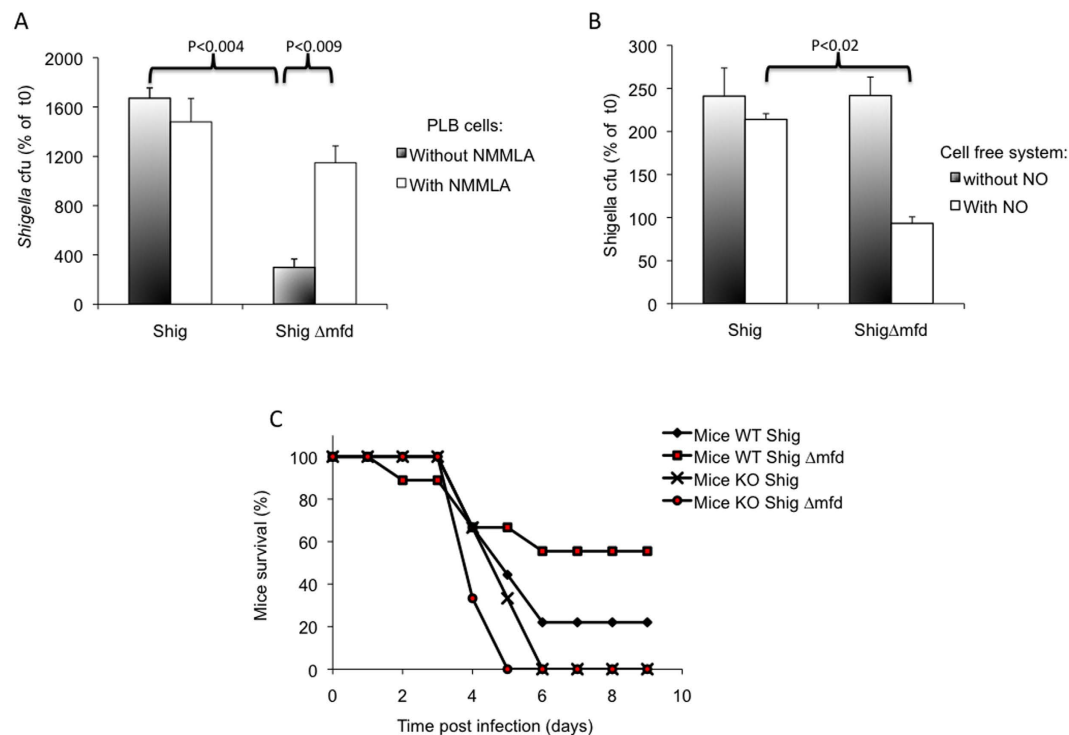 A
P<0.004
P<0.009
2000
1600
1200
800
400
0
Shigella cfu (% of t0)
Shig
Shig Δmfd
PLB cells:
Without NMMLA
With NMMLA
B
P<0.02
300
250
200
150
100
50
0
Shigella cfu (% of t0)
Shig
ShigΔmfd
Cell free system:
without NO
With NO
C
100
80
60
40
20
0
Mice survival (%)
0 2 4 6 8 10
Time post infection (days)
Mice WT Shig
Mice WT Shig Δmfd
Mice KO Shig
Mice KO Shig Δmfd